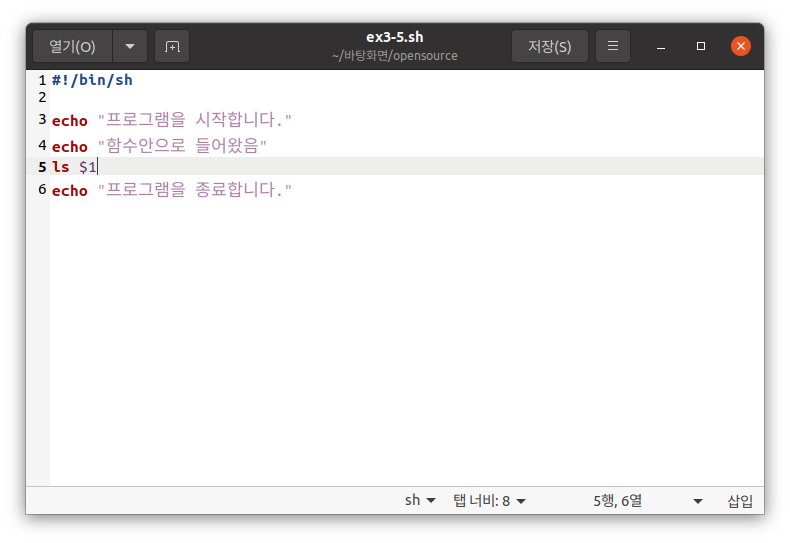 열기(O)
ex3-5.sh
~/바탕화면/opensource
저장(S)
1 #!/bin/sh
2
3 echo "프로그램을 시작합니다."
4 echo "함수안으로 들어왔음"
5 ls $1
6 echo "프로그램을 종료합니다."
sh 탭 너비: 8 5행, 6열 삽입